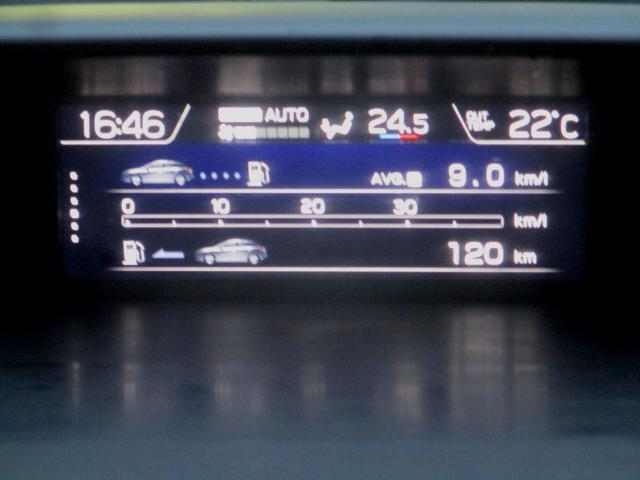 16:46 AUTO 24.5 OUT TEMP 22°C
AVG. 9.0 km/l
0 10 20 30 km/l
120 km